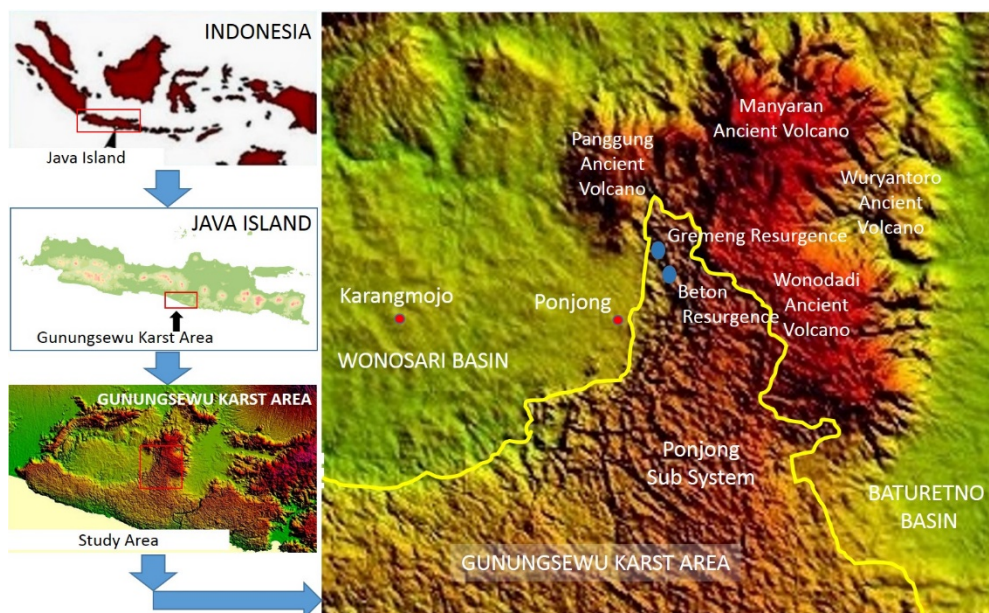 INDONESIA
Java Island
JAVA ISLAND
Gunungsewu Karst Area
GUNUNGSEWU KARST AREA
Study Area
Manyaran
Ancient Volcano
Panggung
Ancient
Volcano
Wuryantoro
Ancient
Volcano
Gremeng Resurgence
Wonodadi
Ancient
Volcano
Beton
Resurgence
Karangmojo
Ponjong
WONOSARI BASIN
Ponjong
Sub System
BATURETNO
BASIN
GUNUNGSEWU KARST AREA